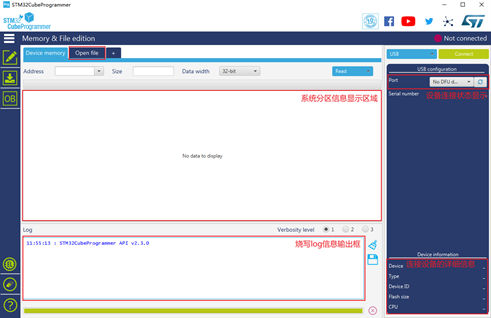 STM32CubeProgrammer
STM32
CubeProgrammer
Memory & File edition
Not connected
Device memory
Open file
+
USB
Connect
Address
Size
Data width
32-bit
Read
USB configuration
Port
No DFU d...
Serial number
设备连接状态显示
系统分区信息显示区域
No data to display
OB
Log
Verbosity level
1
2
3
11:55:13 : STM32CubeProgrammer API v2.3.0
烧写log信息输出框
Device information
连接设备的详细信息
Device
-
Type
-
Device ID
-
Flash size
-
CPU
-